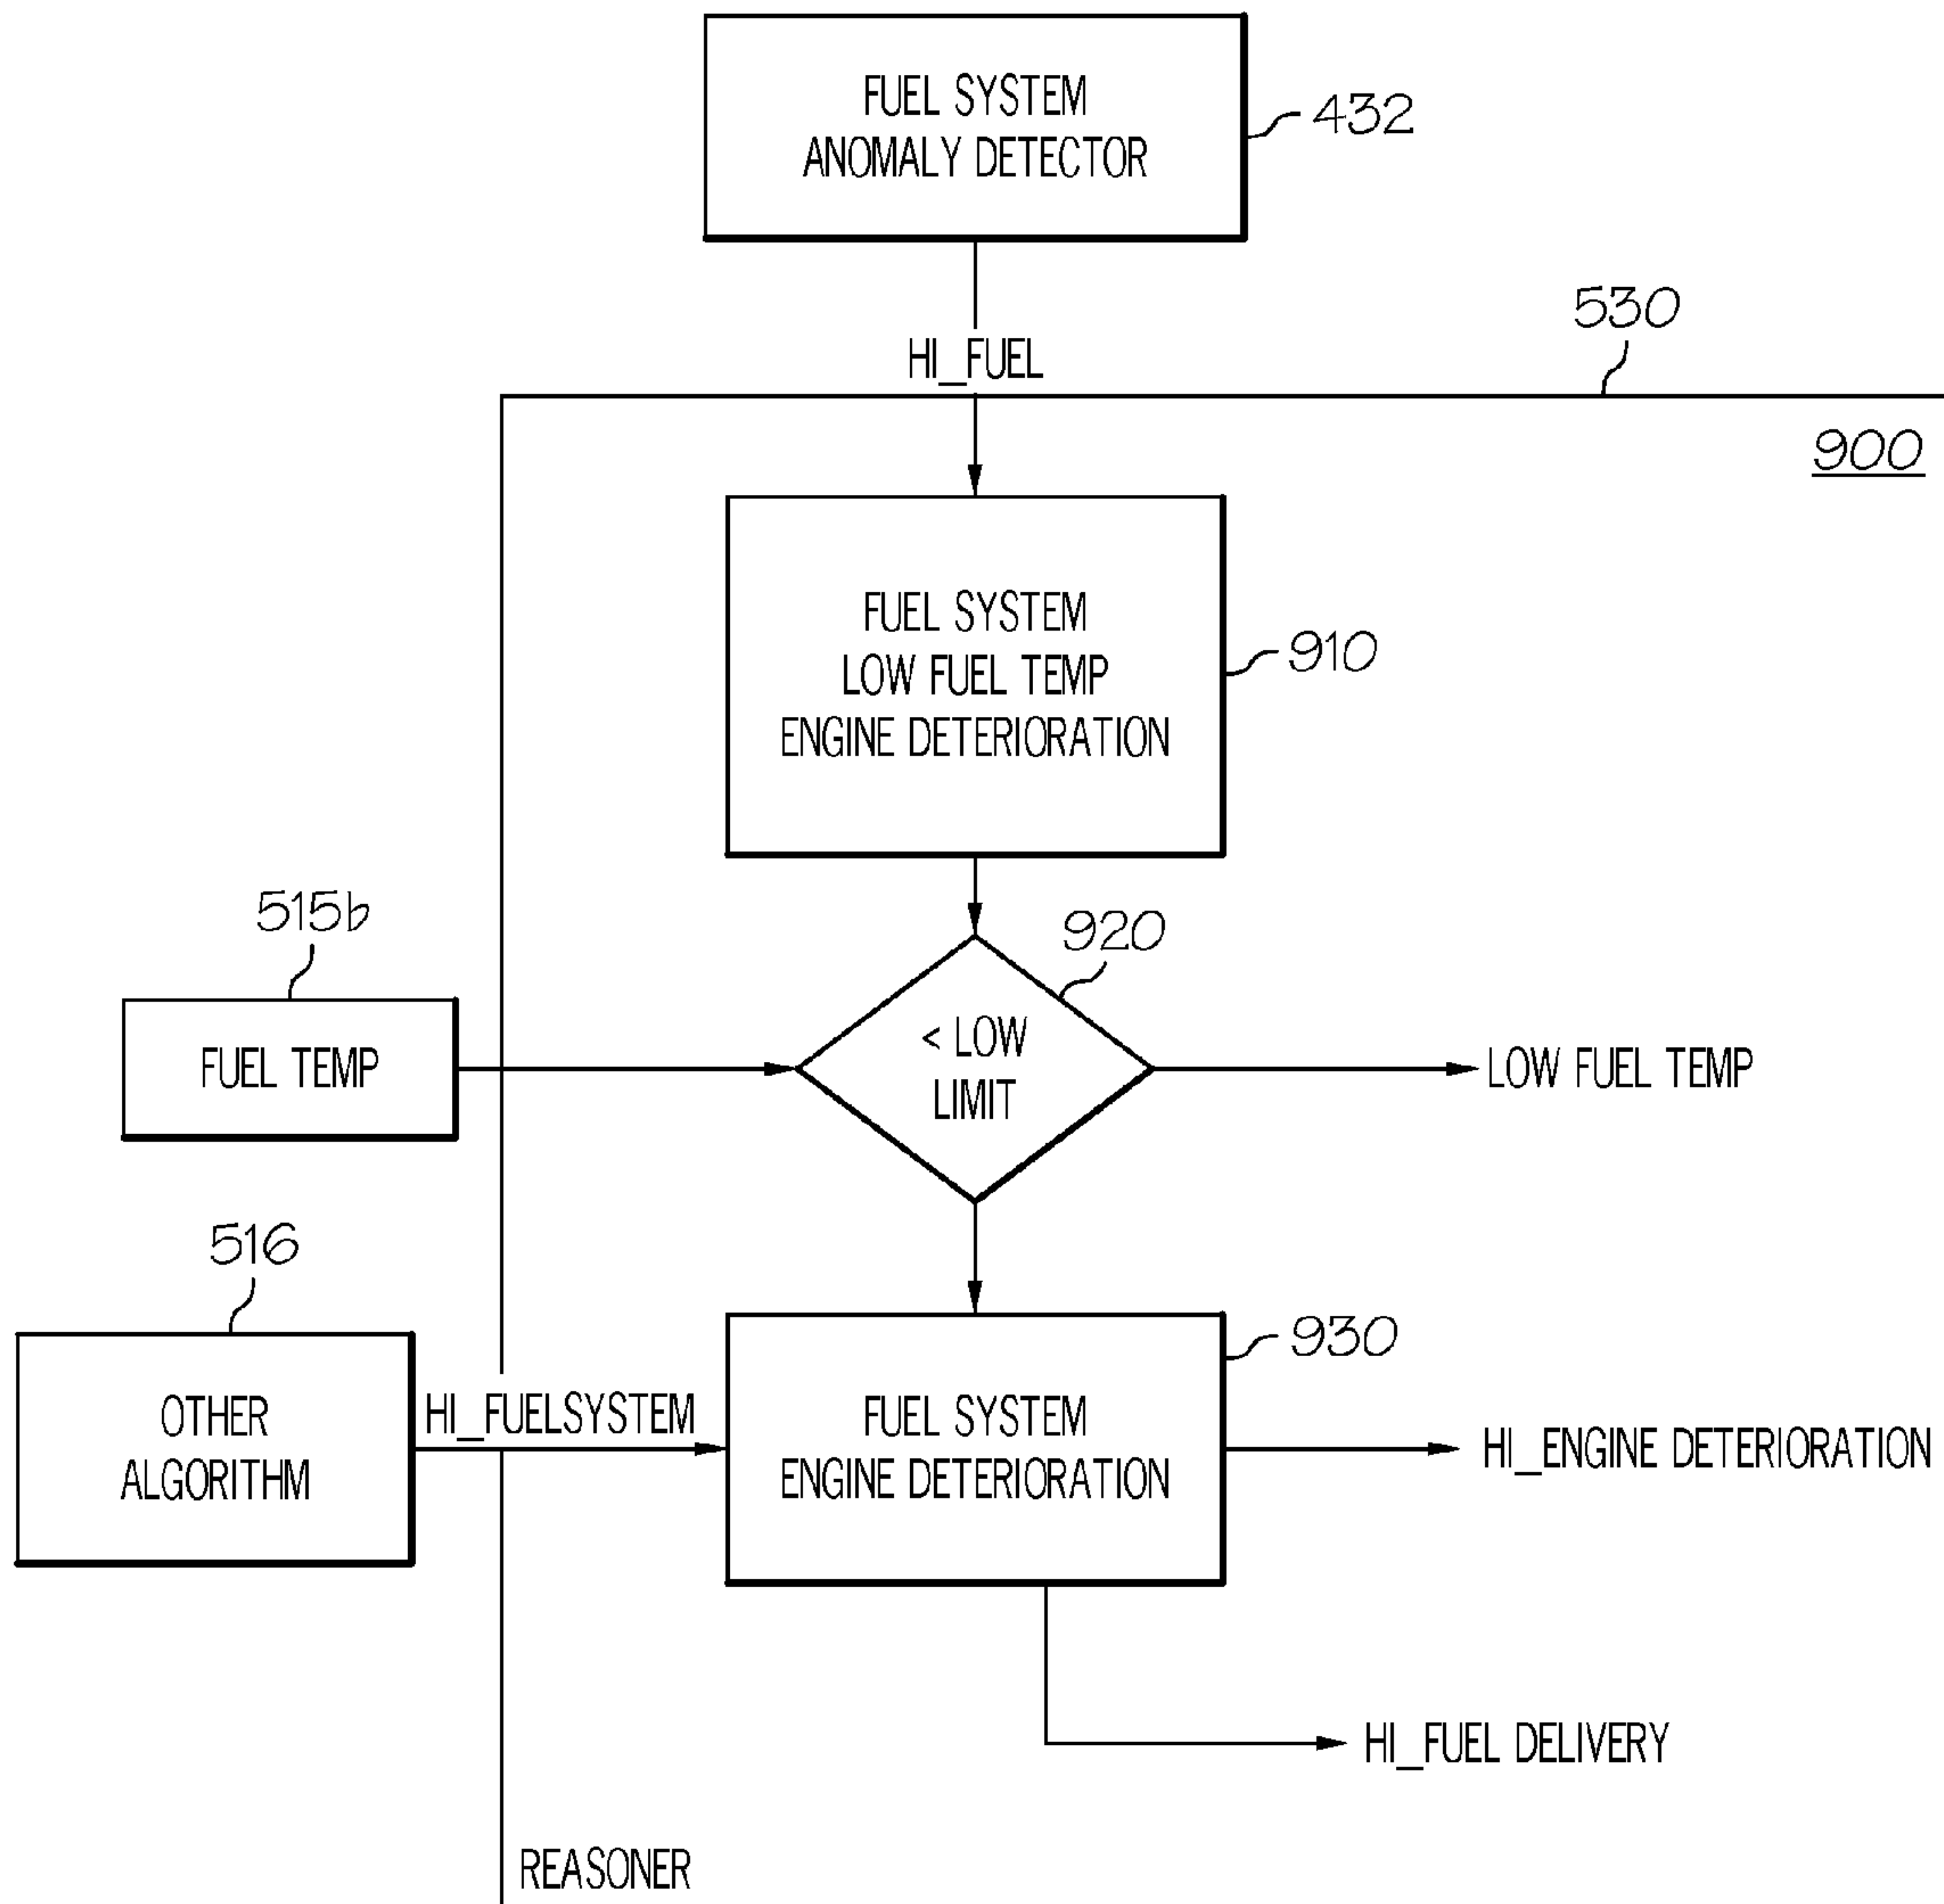 FUEL SYSTEM
ANOMALY DETECTOR
432
530
HI_FUEL
900
FUEL SYSTEM
LOW FUEL TEMP
ENGINE DETERIORATION
910
515b
920
FUEL TEMP
< LOW
LIMIT
LOW FUEL TEMP
516
930
OTHER
ALGORITHM
HI_FUELSYSTEM
FUEL SYSTEM
ENGINE DETERIORATION
HI_ENGINE DETERIORATION
HI_FUEL DELIVERY
REASONER